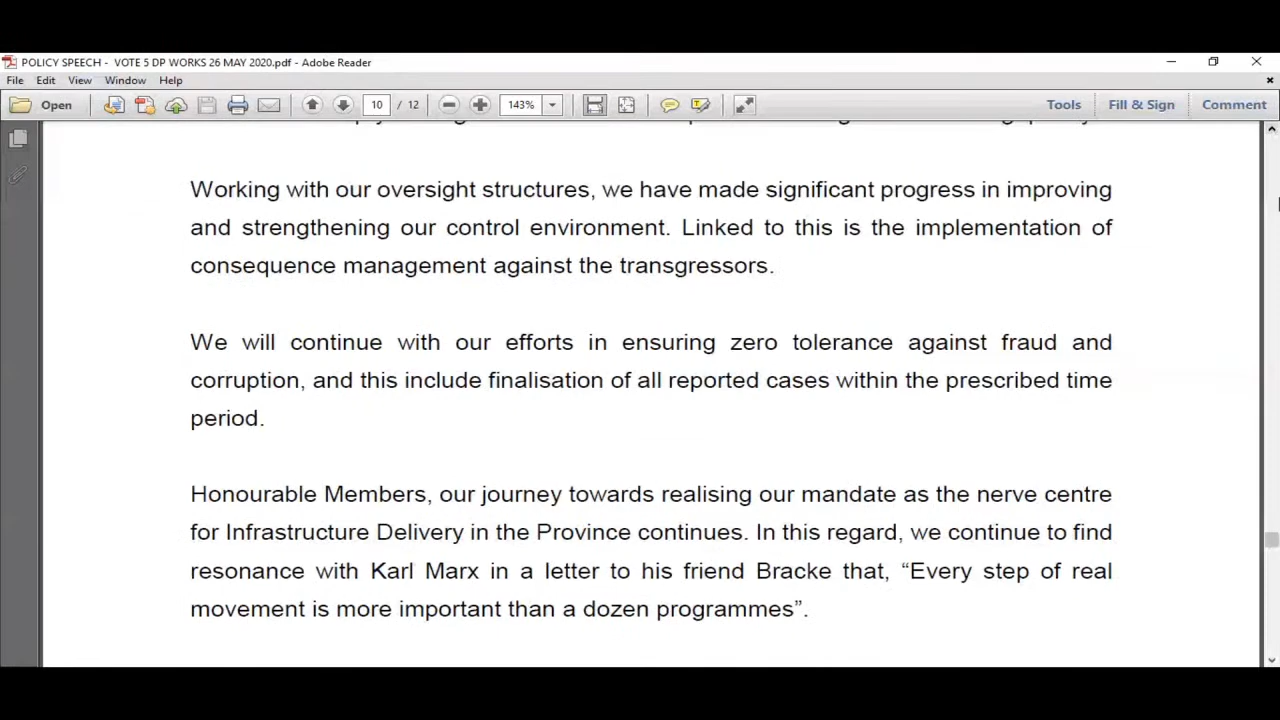 POLICY SPEECH - VOTE 5 DP WORKS 26 MAY 2020.pdf - Adobe Reader
File Edit View Window Help
Open 10 / 12 143% Tools Fill & Sign Comment
Working with our oversight structures, we have made significant progress in improving
and strengthening our control environment. Linked to this is the implementation of
consequence management against the transgressors.
We will continue with our efforts in ensuring zero tolerance against fraud and
corruption, and this include finalisation of all reported cases within the prescribed time
period.
Honourable Members, our journey towards realising our mandate as the nerve centre
for Infrastructure Delivery in the Province continues. In this regard, we continue to find
resonance with Karl Marx in a letter to his friend Bracke that, “Every step of real
movement is more important than a dozen programmes”.